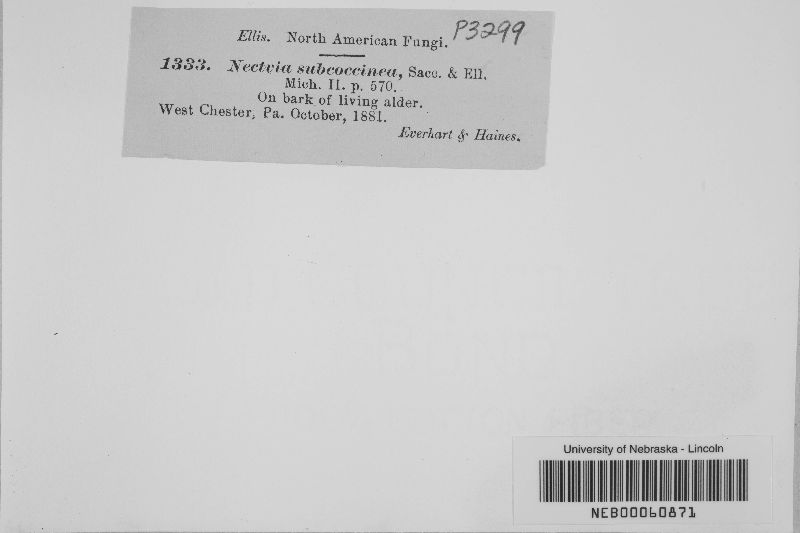 Ellis. North American Fungi. P3299
1333. Nectria subcoccinea, Sacc. & Ell.
Mich. II. p. 570.
On bark of living alder.
West Chester, Pa. October, 1881.
Everhart & Haines.
University of Nebraska - Lincoln
NEB00060871